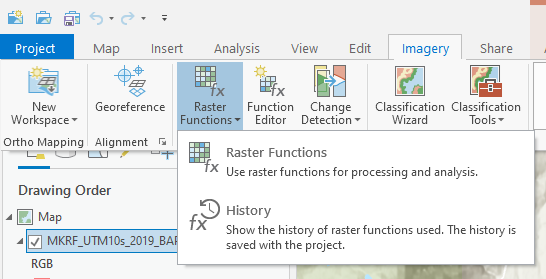 Project Map Insert Analysis View Edit Imagery Share
New Workspace
Georeference
Raster Functions
Function Editor
Change Detection
Classification Wizard
Classification Tools
Ortho Mapping
Alignment
Raster Functions
Use raster functions for processing and analysis.
History
Show the history of raster functions used. The history is
saved with the project.
Drawing Order
Map
MKRF_UTM10s_2019_BAP
RGB